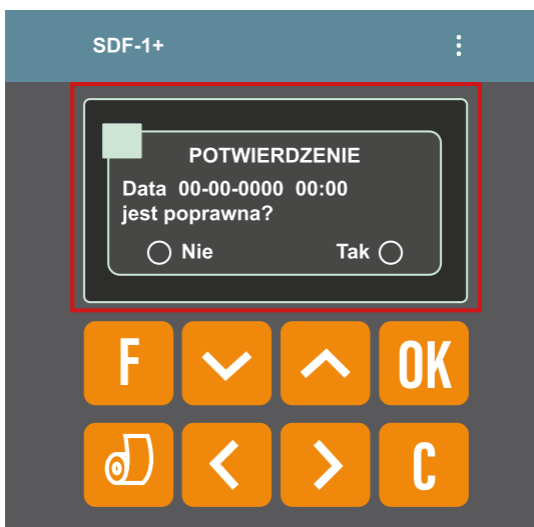 SDF-1+
POTWIERDZENIE
Data 00-00-0000 00:00
jest poprawna?
Nie Tak
F OK
C